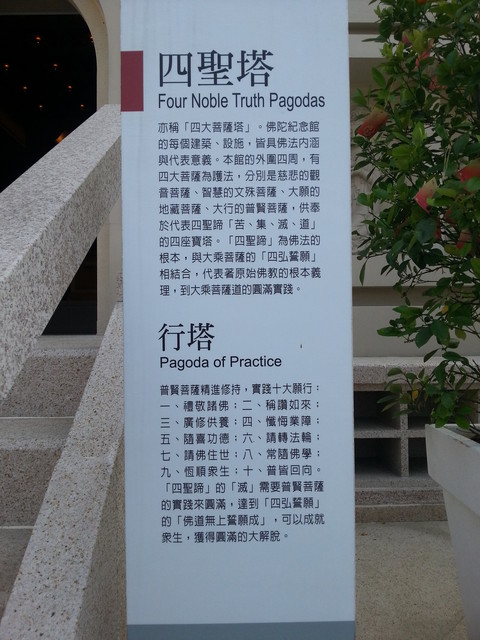 四聖塔
Four Noble Truth Pagodas
亦稱「四大菩薩塔」。佛陀紀念館
的每個建築、設施，皆具佛法內涵
與代表意義。本館的外圍四周，有
四大菩薩為護法，分別是慈悲的觀
音菩薩、智慧的文殊菩薩、大願的
地藏菩薩、大行的普賢菩薩，供奉
於代表四聖諦「苦、集、滅、道」
的四座寶塔。「四聖諦」為佛法的
根本，與大乘菩薩的「四弘誓願」
相結合，代表著原始佛教的根本義
理，到大乘菩薩道的圓滿實踐。
行塔
Pagoda of Practice
普賢菩薩精進修持，實踐十大願行：
一、禮敬諸佛；二、稱讚如來；
三、廣修供養；四、懺悔業障；
五、隨喜功德；六、請轉法輪；
七、請佛住世；八、常隨佛學；
九、恆順眾生；十、普皆回向。
「四聖諦」的「滅」需要普賢菩薩
的實踐來圓滿，達到「四弘誓願」
的「佛道無上誓願成」，可以成就
眾生，獲得圓滿的大解脫。